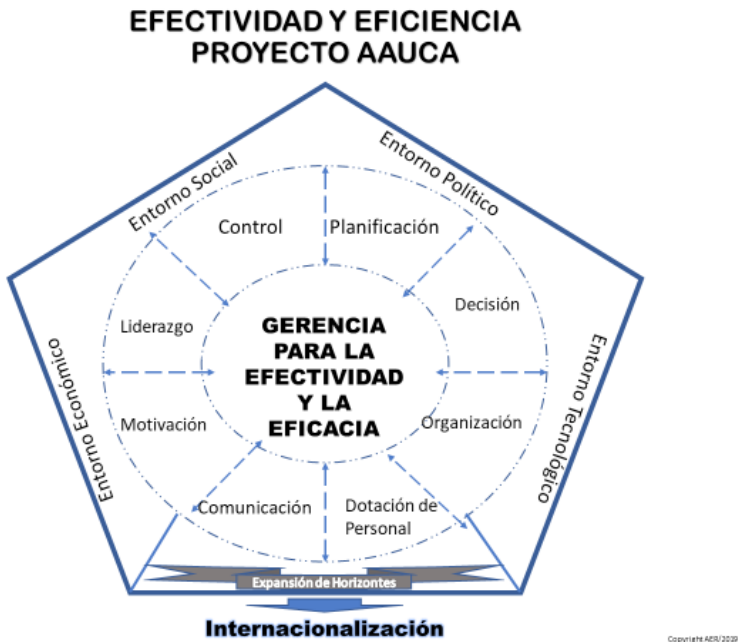 EFECTIVIDAD Y EFICIENCIA
PROYECTO AAUCA
Entorno Social
Entorno Político
Control
Planificación
Decisión
Liderazgo
GERENCIA
PARA LA
EFECTIVIDAD
Y LA
EFICACIA
Entorno Económico
Entorno Tecnológico
Motivación
Organización
Comunicación
Dotación de
Personal
Expansión de Horizontes
Internacionalización
Copyright AER/2019